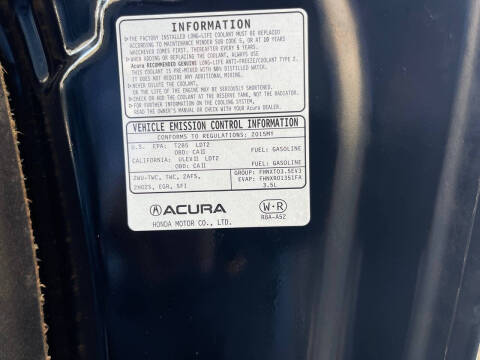 INFORMATION
▷THE FACTORY INSTALLED LONG-LIFE COOLANT MUST BE REPLACED
ACCORDING TO MAINTENANCE MINDER SUB CODE 5, OR AT 10 YEARS
WHICHEVER COMES FIRST, THEREAFTER EVERY 5 YEARS.
▷WHEN ADDING OR REPLACING THE COOLANT, ALWAYS USE
Acura RECOMMENDED GENUINE LONG-LIFE ANTI-FREEZE/COOLANT TYPE 2.
THIS COOLANT IS PRE-MIXED WITH 50% DISTILLED WATER.
IT DOES NOT REQUIRE ANY ADDITIONAL MIXING.
▷NEVER DILUTE THE COOLANT,
OR THE LIFE OF THE ENGINE MAY BE SERIOUSLY SHORTENED.
▷CHECK OR ADD THE COOLANT AT THE RESERVE TANK, NOT THE RADIATOR.
▷FOR FURTHER INFORMATION ON THE COOLING SYSTEM,
READ THE OWNER'S MANUAL OR CHECK WITH YOUR Acura DEALER.
VEHICLE EMISSION CONTROL INFORMATION
CONFORMS TO REGULATIONS: 2015MY
U.S. EPA: T2B5 LDT2 FUEL: GASOLINE
OBD: CAII
CALIFORNIA: ULEVII LDT2 FUEL: GASOLINE
OBD: CAII
2WU-TWC, TWC, 2AFS, GROUP: FHNXT03.5EV3
2HO2S, EGR, SFI EVAP: FHNXR0135IFA
3.5L
ACURA W·R
HONDA MOTOR CO., LTD. R8A-A52